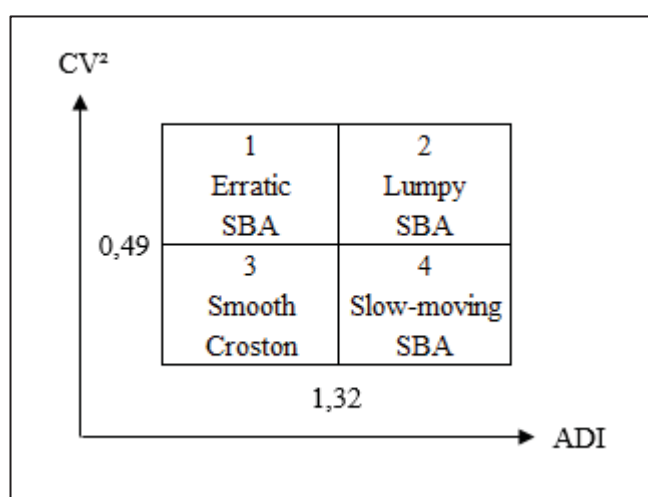 CV²
1
Erratic
SBA
2
Lumpy
SBA
0,49
3
Smooth
Croston
4
Slow-moving
SBA
1,32
ADI